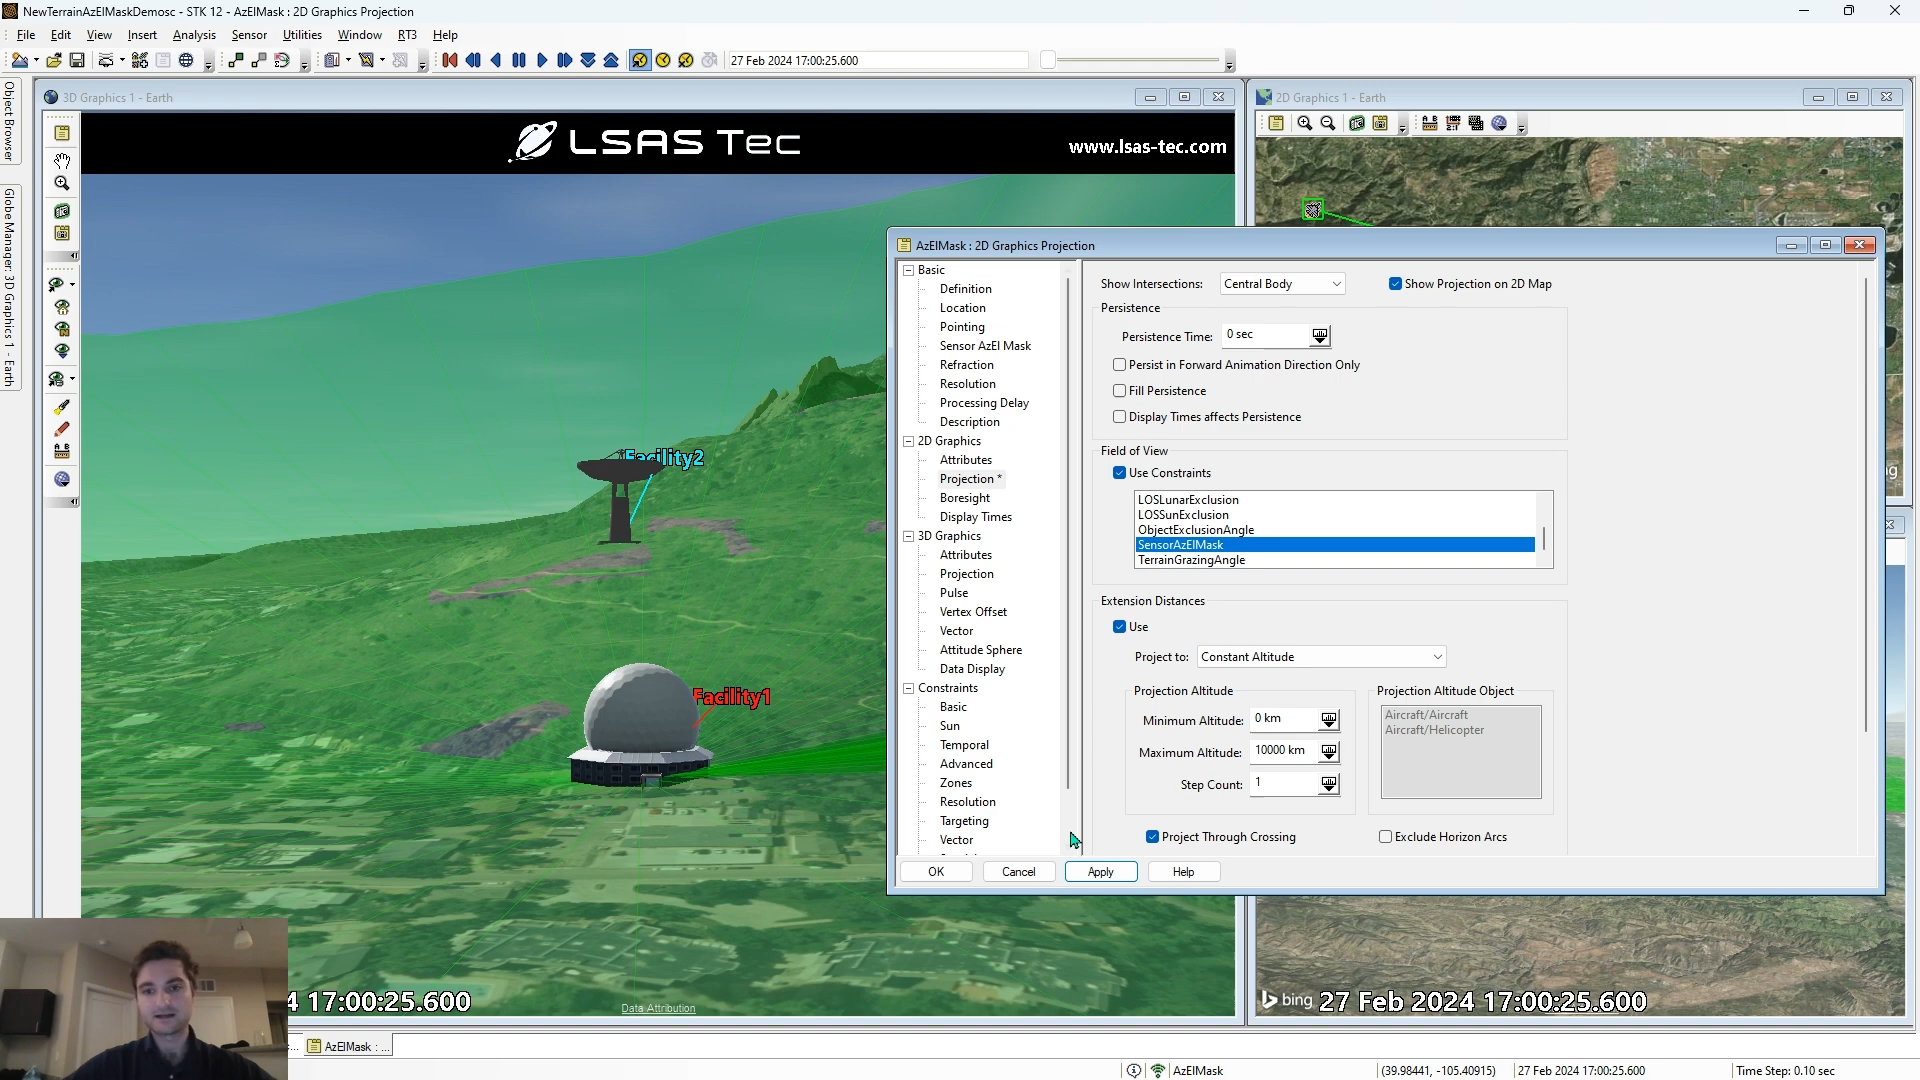 NewTerrainAzElMaskDemosc - STK 12 - AzElMask : 2D Graphics Projection
File Edit View Insert Analysis Sensor Utilities Window RT3 Help
27 Feb 2024 17:00:25.600
Object Browser
Globe Manager: 3D Graphics 1 - Earth
3D Graphics 1 - Earth
LSAS Tec
www.lsas-tec.com
Facility2
Facility1
4 17:00:25.600
Data Attribution
2D Graphics 1 - Earth
AzElMask : 2D Graphics Projection
Basic
Definition
Location
Pointing
Sensor AzEl Mask
Refraction
Resolution
Processing Delay
Description
2D Graphics
Attributes
Projection *
Boresight
Display Times
3D Graphics
Attributes
Projection
Pulse
Vertex Offset
Vector
Attitude Sphere
Data Display
Constraints
Basic
Sun
Temporal
Advanced
Zones
Resolution
Targeting
Vector
Show Intersections: Central Body
Show Projection on 2D Map
Persistence
Persistence Time: 0 sec
Persist in Forward Animation Direction Only
Fill Persistence
Display Times affects Persistence
Field of View
Use Constraints
LOSLunarExclusion
LOSSunExclusion
ObjectExclusionAngle
SensorAzElMask
TerrainGrazingAngle
Extension Distances
Use
Project to: Constant Altitude
Projection Altitude
Minimum Altitude: 0 km
Maximum Altitude: 10000 km
Step Count: 1
Projection Altitude Object
Aircraft/Aircraft
Aircraft/Helicopter
Project Through Crossing
Exclude Horizon Arcs
OK Cancel Apply Help
ng
bing 27 Feb 2024 17:00:25.600
AzElMask : ...
AzElMask
(39.98441, -105.40915)
27 Feb 2024 17:00:25.600
Time Step: 0.10 sec